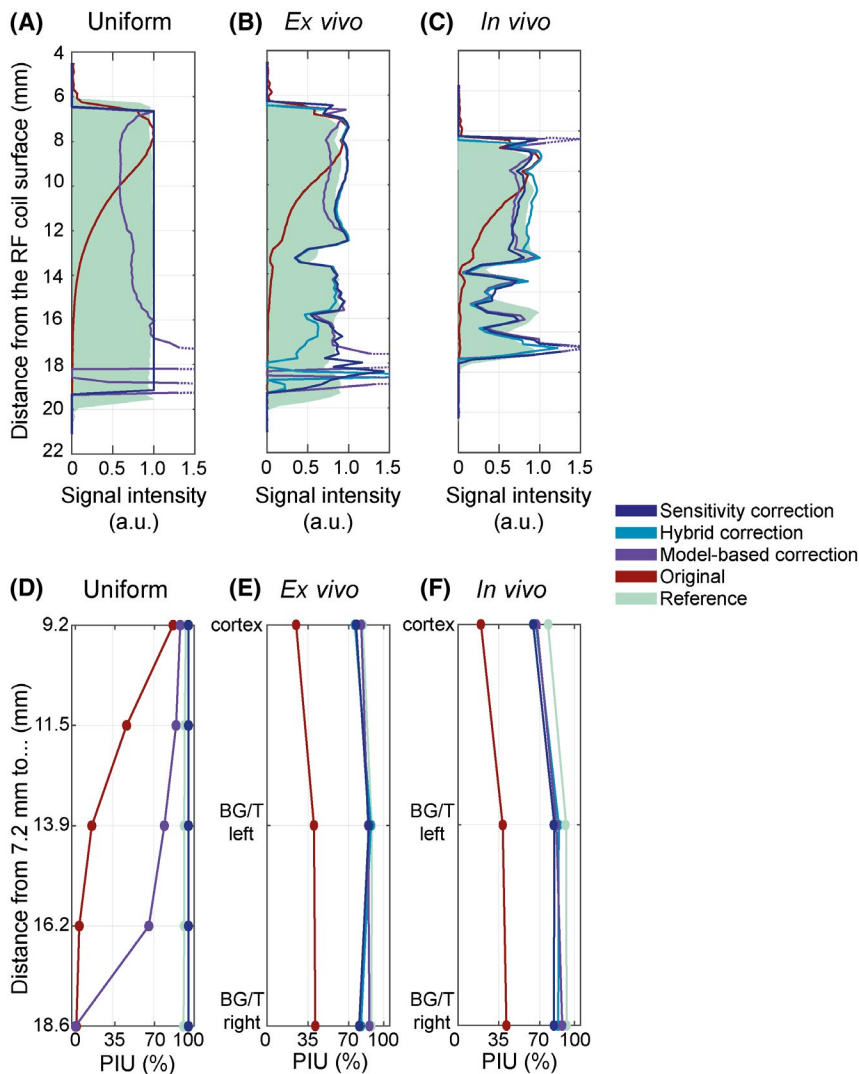 (A) Uniform (B) Ex vivo (C) In vivo
Distance from the RF coil surface (mm)
4
6
8
10
12
14
16
18
20
22
0 0.5 1.0 1.5 0 0.5 1.0 1.5 0 0.5 1.0 1.5
Signal intensity Signal intensity Signal intensity
(a.u.) (a.u.) (a.u.)
Sensitivity correction
Hybrid correction
Model-based correction
Original
Reference
(D) Uniform (E) Ex vivo (F) In vivo
Distance from 7.2 mm to... (mm)
9.2 cortex cortex
11.5
13.9 BG/T left BG/T left
16.2
18.6 BG/T right BG/T right
0 35 70 100 0 35 70 100 0 35 70 100
PIU (%) PIU (%) PIU (%)